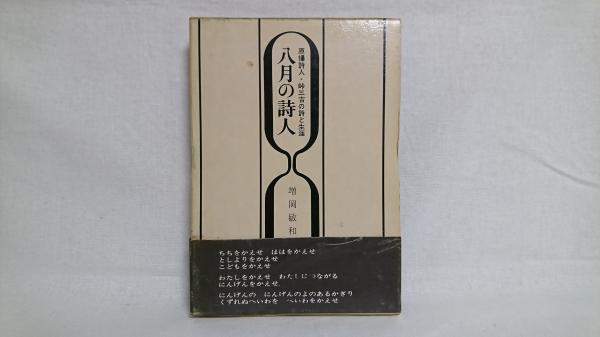 原爆詩人・峠三吉の詩と生涯
八月の詩人
増岡敏和
ちちをかえせ　ははをかえせ
としよりをかえせ
こどもをかえせ
わたしをかえせ　わたしにつながる
にんげんをかえせ
にんげんの　にんげんのよのあるかぎり
くずれぬへいわを　へいわをかえせ